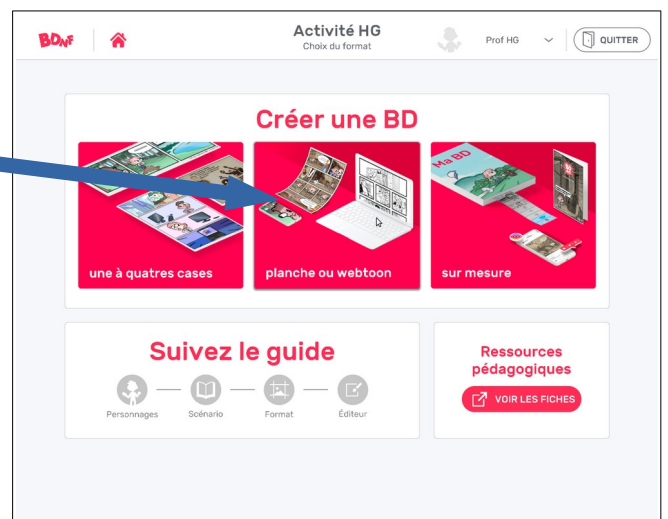 BDNF
Activité HG
Choix du format
Prof HG
QUITTER
Créer une BD
Ma BD
une à quatres cases
planche ou webtoon
sur mesure
Suivez le guide
Personnages
Scénario
Format
Éditeur
Ressources
pédagogiques
VOIR LES FICHES